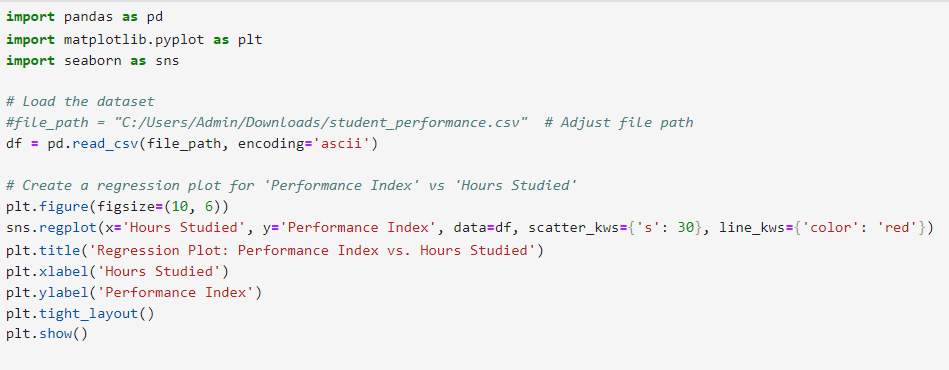 import pandas as pd
import matplotlib.pyplot as plt
import seaborn as sns
# Load the dataset
#file_path = "C:/Users/Admin/Downloads/student_performance.csv"  # Adjust file path
df = pd.read_csv(file_path, encoding='ascii')
# Create a regression plot for 'Performance Index' vs 'Hours Studied'
plt.figure(figsize=(10, 6))
sns.regplot(x='Hours Studied', y='Performance Index', data=df, scatter_kws={'s': 30}, line_kws={'color': 'red'})
plt.title('Regression Plot: Performance Index vs. Hours Studied')
plt.xlabel('Hours Studied')
plt.ylabel('Performance Index')
plt.tight_layout()
plt.show()